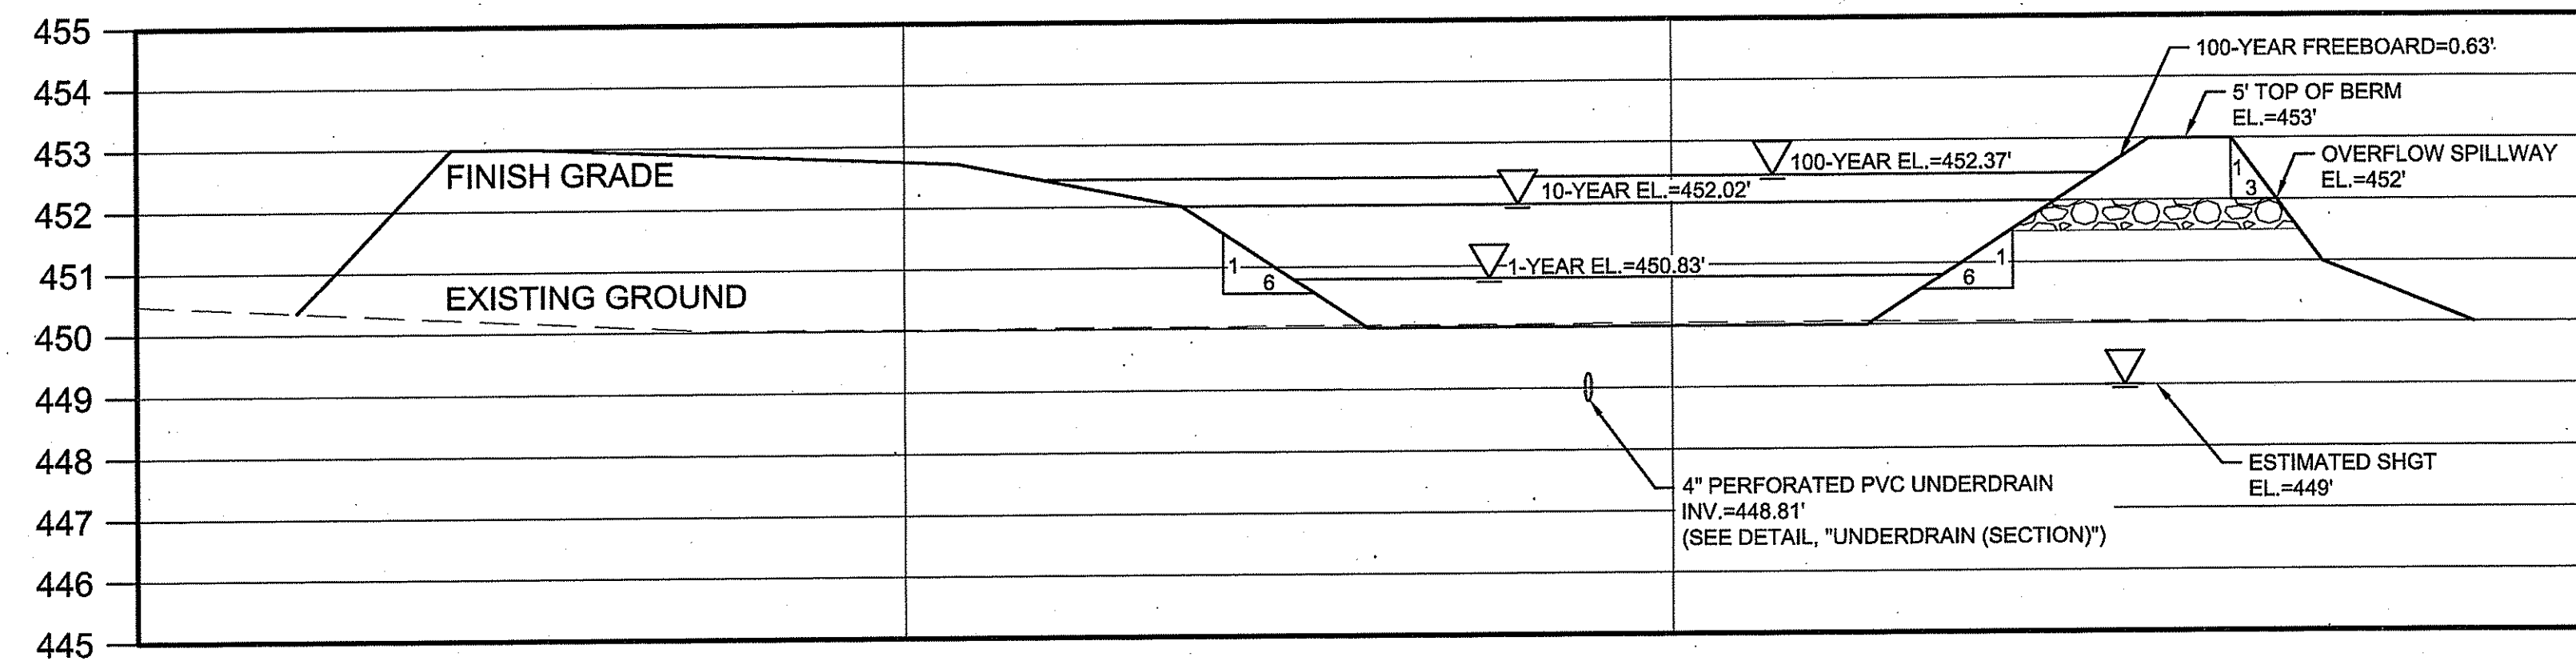 455
454
453
452
451
450
449
448
447
446
445
FINISH GRADE
EXISTING GROUND
1
6
10-YEAR EL.=452.02'
1-YEAR EL.=450.83'
100-YEAR EL.=452.37'
100-YEAR FREEBOARD=0.63'
5' TOP OF BERM
EL.=453'
OVERFLOW SPILLWAY
EL.=452'
1
3
1
6
4" PERFORATED PVC UNDERDRAIN
INV.=448.81'
(SEE DETAIL, "UNDERDRAIN (SECTION)")
ESTIMATED SHGT
EL.=449'